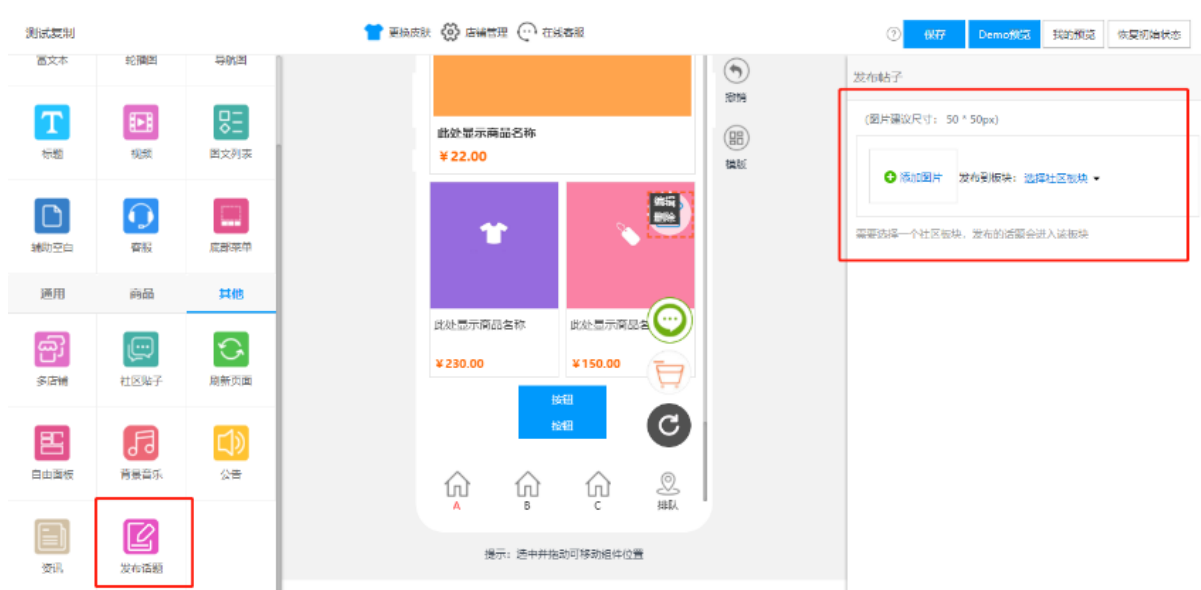 测试复制
更换皮肤 店铺管理 在线客服
? 保存 Demo预览 我的预览 恢复初始状态
富文本 轮播图 导航图
标题 视频 图文列表
辅助空白 客服 底部菜单
通用 商品 其他
多店铺 社区贴子 刷新页面
自由面板 背景音乐 公告
资讯 发布话题
此处显示商品名称
¥22.00
编辑
删除
此处显示商品名称 此处显示商品名
¥230.00 ¥150.00
按钮
按钮
A B C 排队
提示：选中并拖动可移动组件位置
撤销
模版
发布帖子
(图片建议尺寸： 50 * 50px)
添加图片 发布到板块： 选择社区板块
需要选择一个社区板块，发布的话题会进入该板块